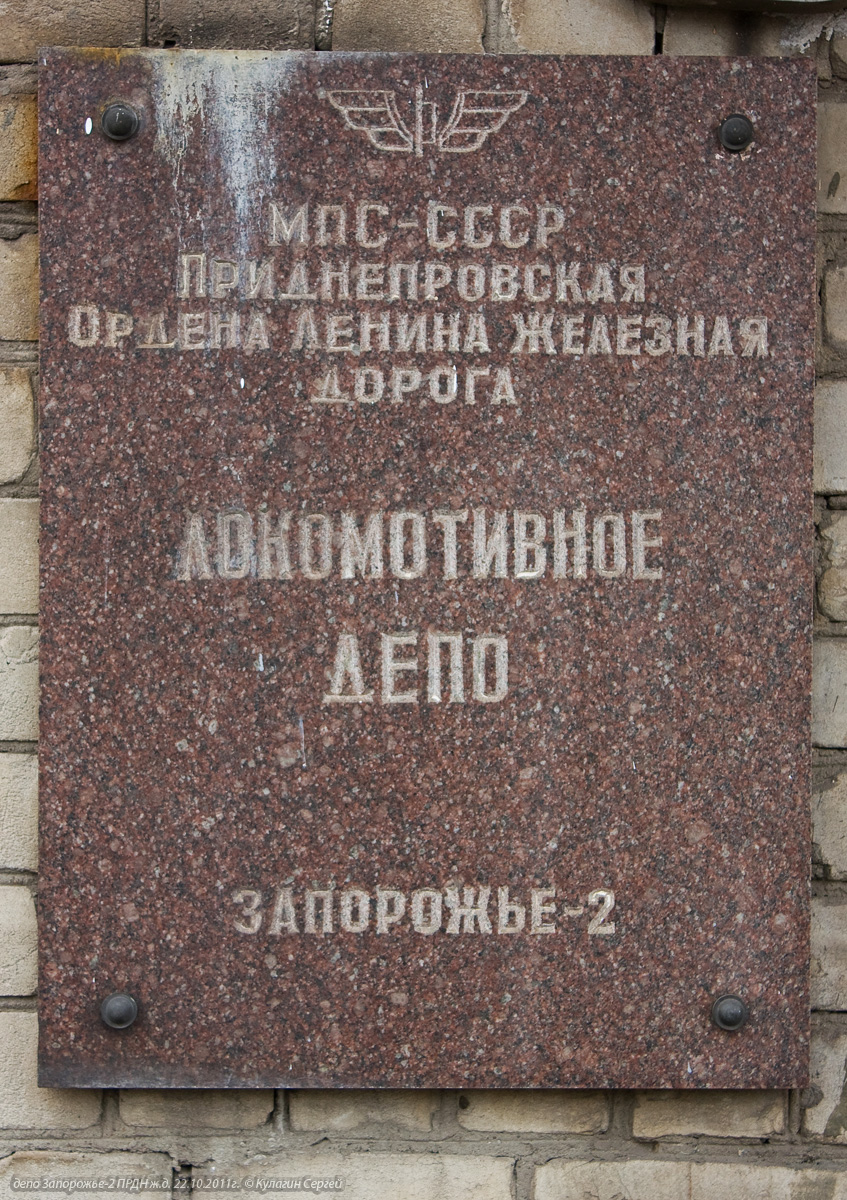 МПС-СССР
ПРИДНЕПРОВСКАЯ
ОРДЕНА ЛЕНИНА ЖЕЛЕЗНАЯ
ДОРОГА
ЛОКОМОТИВНОЕ
ДЕПО
ЗАПОРОЖЬЕ-2
депо Запорожье-2 ПРДН ж.д. 22.10.2011г. © Кулагин Сергей